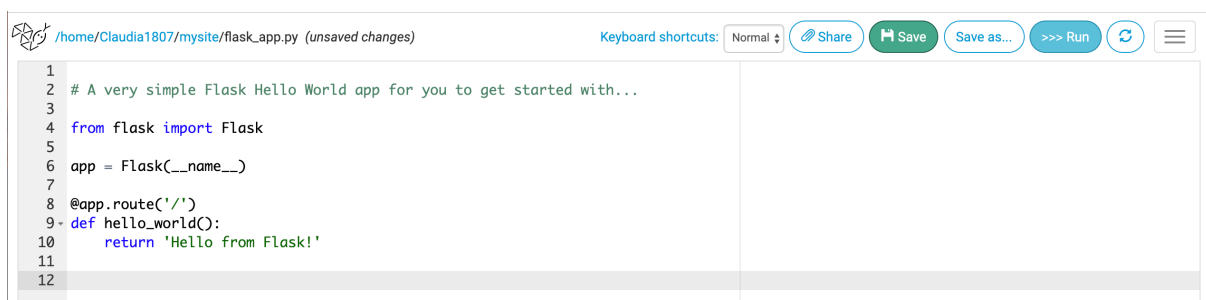 /home/Claudia1807/mysite/flask_app.py (unsaved changes) Keyboard shortcuts: Normal Share Save Save as... >>> Run
1
2 # A very simple Flask Hello World app for you to get started with...
3
4 from flask import Flask
5
6 app = Flask(__name__)
7
8 @app.route('/')
9 def hello_world():
10     return 'Hello from Flask!'
11
12